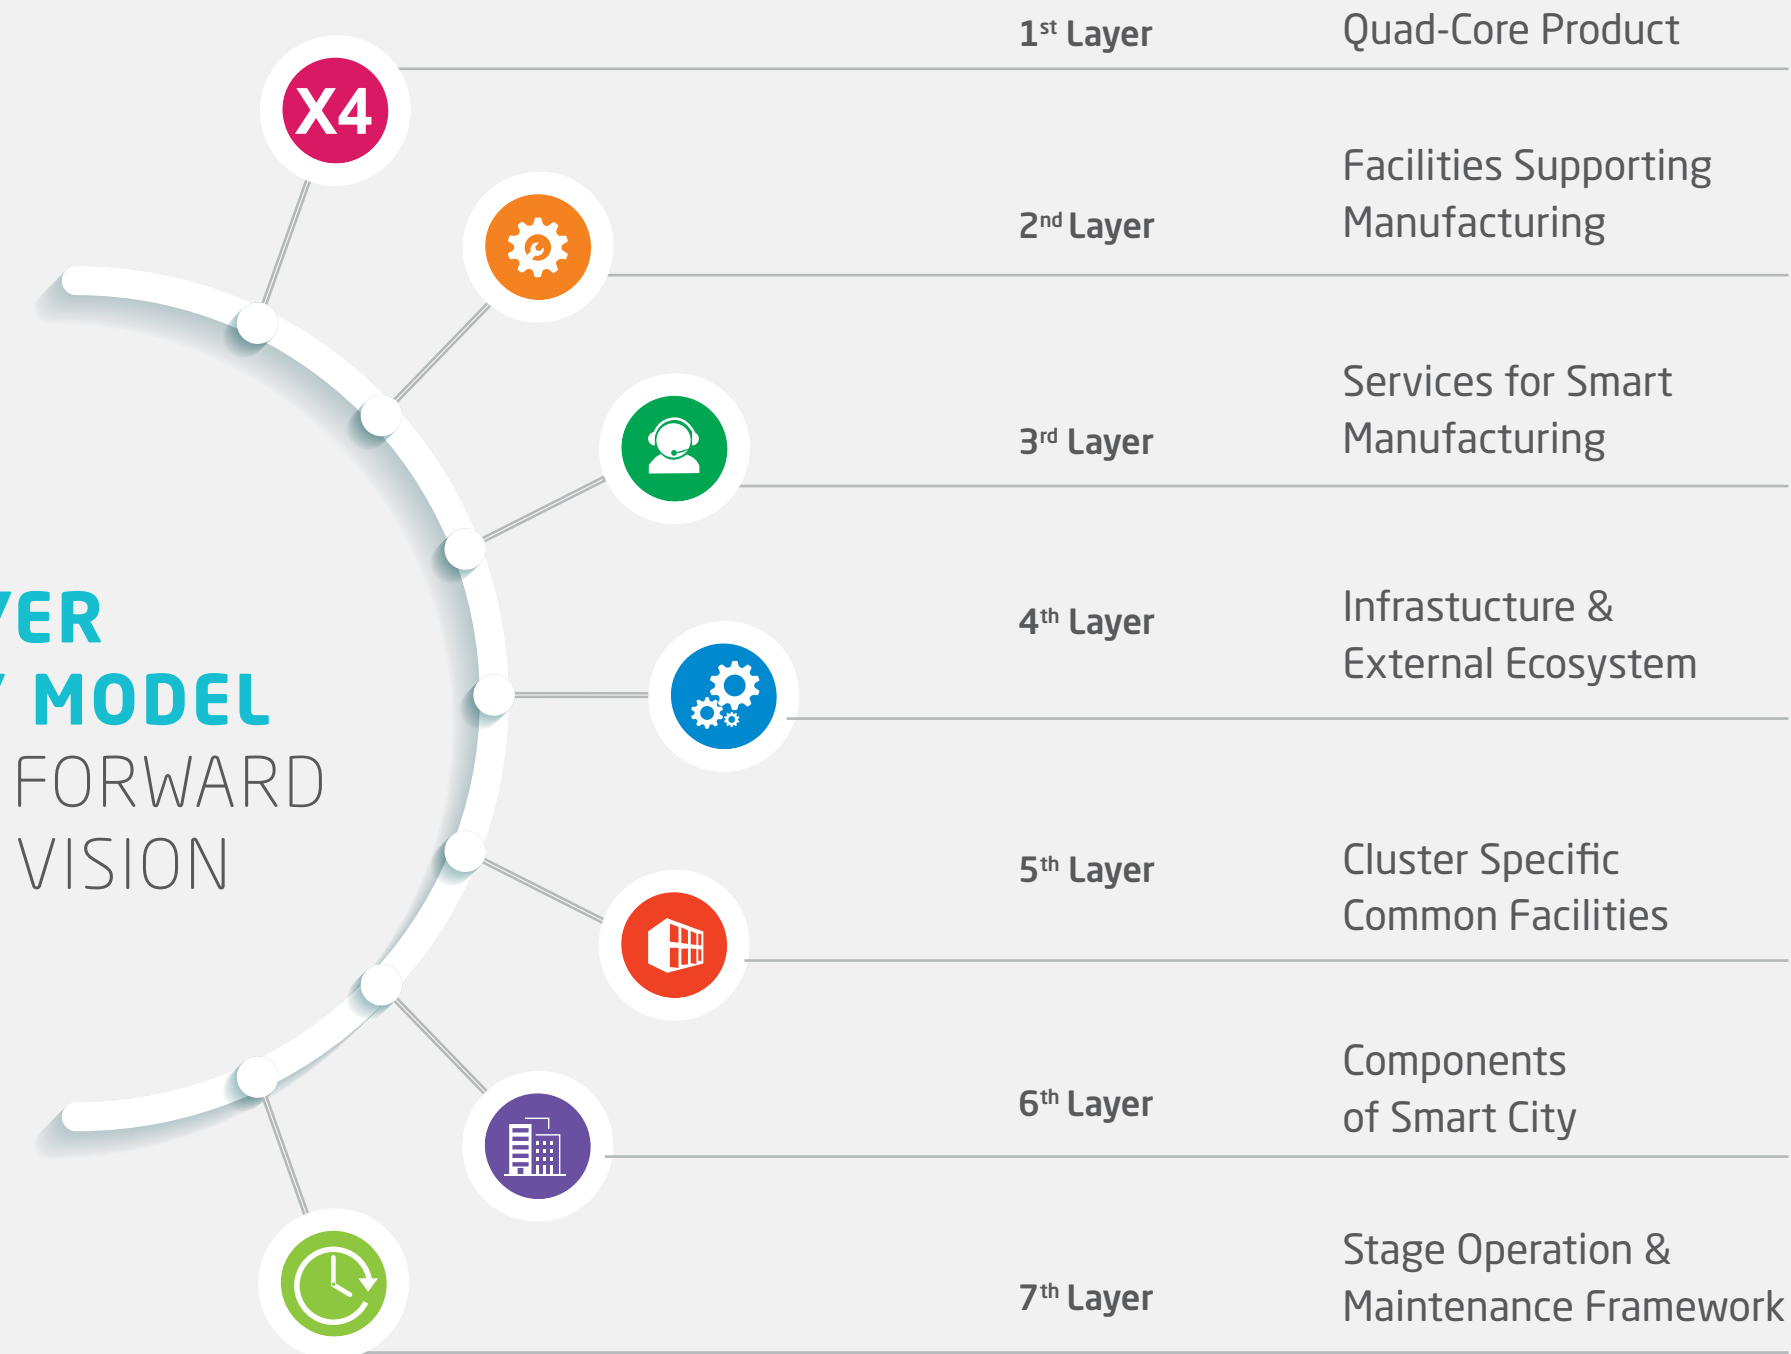 X4
1st Layer
Quad-Core Product
2nd Layer
Facilities Supporting
Manufacturing
3rd Layer
Services for Smart
Manufacturing
4th Layer
Infrastucture &
External Ecosystem
5th Layer
Cluster Specific
Common Facilities
6th Layer
Components
of Smart City
7th Layer
Stage Operation &
Maintenance Framework
MODEL
FORWARD
VISION